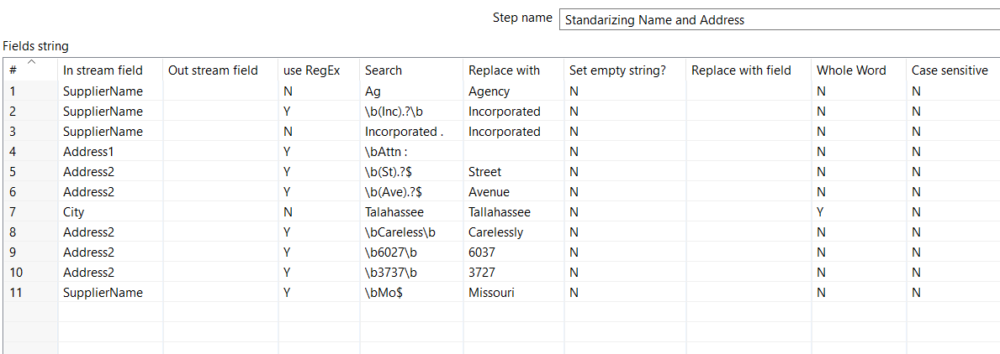 Step name Standarizing Name and Address
Fields string
# In stream field Out stream field use RegEx Search Replace with Set empty string? Replace with field Whole Word Case sensitive
1 SupplierName N Ag Agency N N N
2 SupplierName Y \b(Inc).?\b Incorporated N N N
3 SupplierName N Incorporated . Incorporated N N N
4 Address1 Y \bAttn : N N N
5 Address2 Y \b(St).?$ Street N N N
6 Address2 Y \b(Ave).?$ Avenue N N N
7 City N Talahassee Tallahassee N Y N
8 Address2 Y \bCareless\b Carelessly N N N
9 Address2 Y \b6027\b 6037 N N N
10 Address2 Y \b3737\b 3727 N N N
11 SupplierName Y \bMo$ Missouri N N N